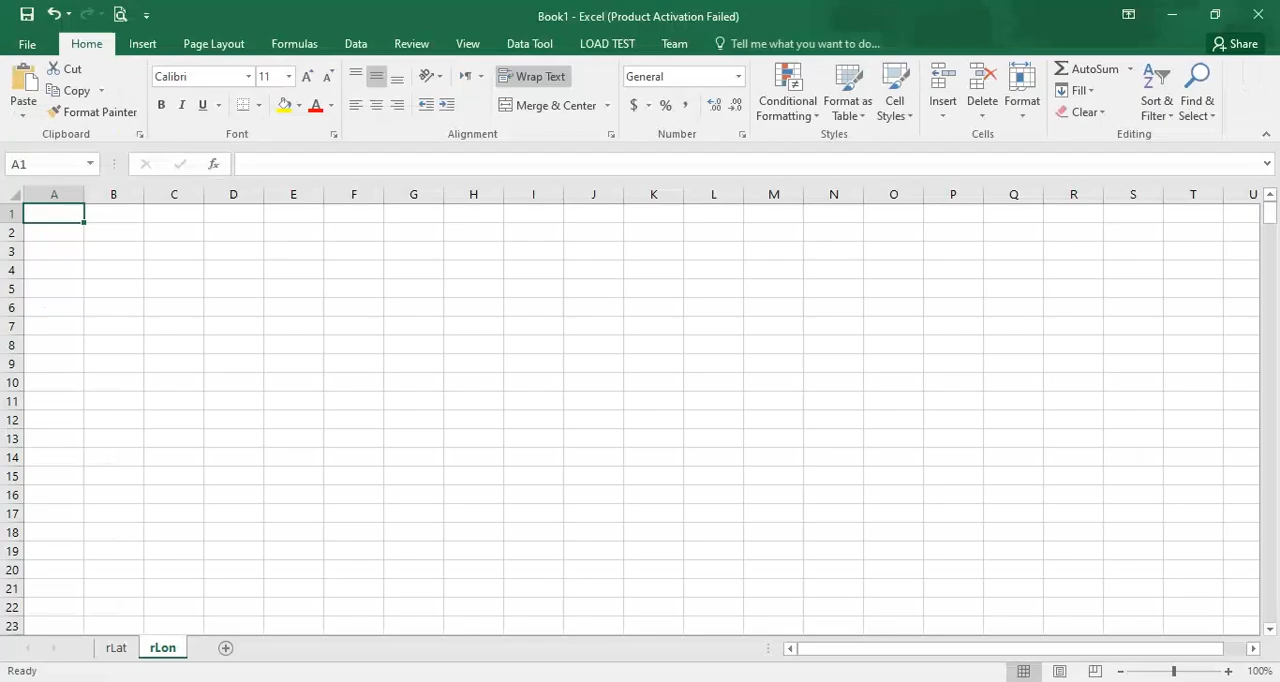 Book1 - Excel (Product Activation Failed)
File Home Insert Page Layout Formulas Data Review View Data Tool LOAD TEST Team Tell me what you want to do... Share
Paste Cut Copy Format Painter
Clipboard
Calibri 11 A A
B I U A
Font
Wrap Text
Merge & Center
Alignment
General
$ % , .0 .00
Number
Conditional Formatting Format as Table Cell Styles
Styles
Insert Delete Format
Cells
AutoSum Fill Clear
Sort & Filter Find & Select
Editing
A1 fx
A B C D E F G H I J K L M N O P Q R S T U
1
2
3
4
5
6
7
8
9
10
11
12
13
14
15
16
17
18
19
20
21
22
23
rLat rLon
Ready 100%